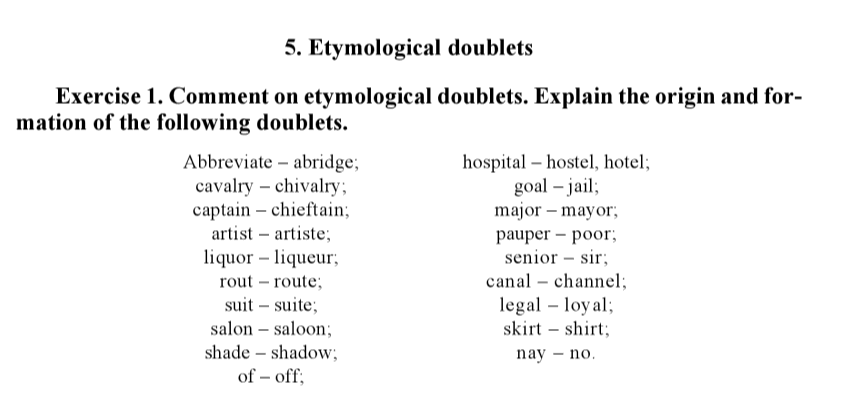 5. Etymological doublets
Exercise 1. Comment on etymological doublets. Explain the origin and for-
mation of the following doublets.
Abbreviate – abridge;
cavalry – chivalry;
captain – chieftain;
artist – artiste;
liquor – liqueur;
rout – route;
suit – suite;
salon – saloon;
shade – shadow;
of – off;
hospital – hostel, hotel;
goal – jail;
major – mayor;
pauper – poor;
senior – sir;
canal – channel;
legal – loyal;
skirt – shirt;
nay – no.